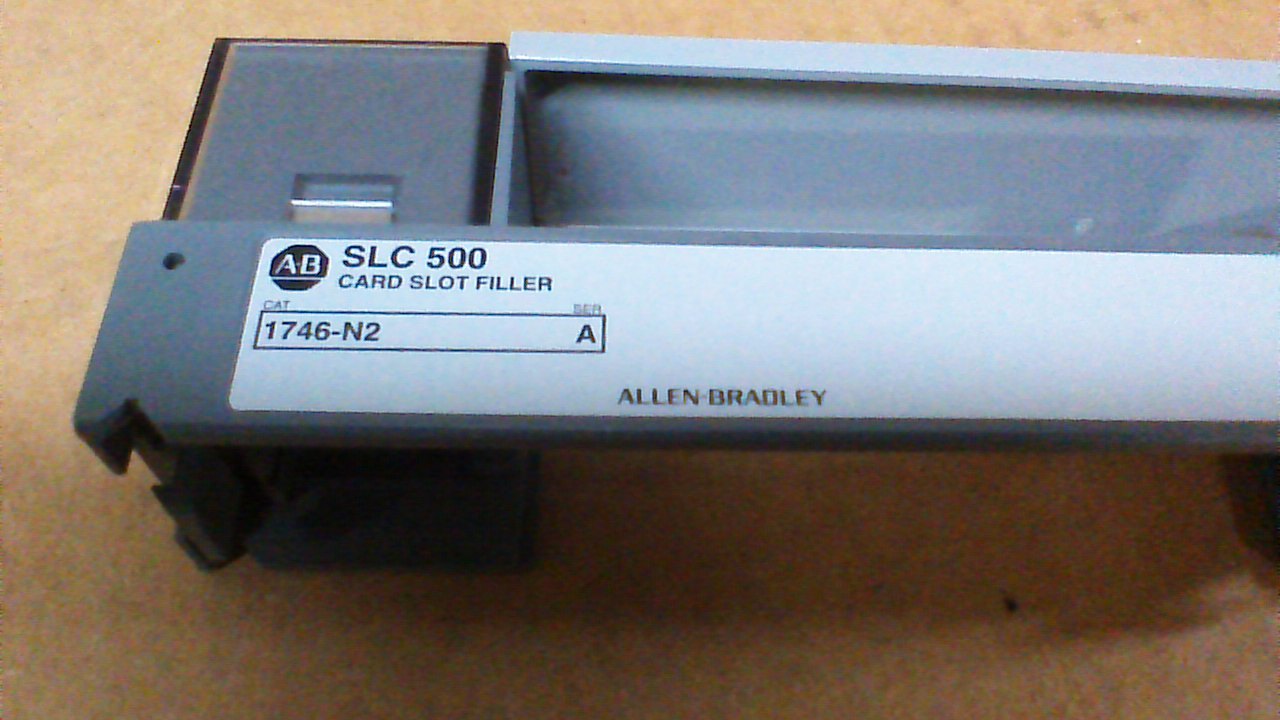 AB SLC 500
CARD SLOT FILLER
CAT SER
1746-N2 A
ALLEN-BRADLEY